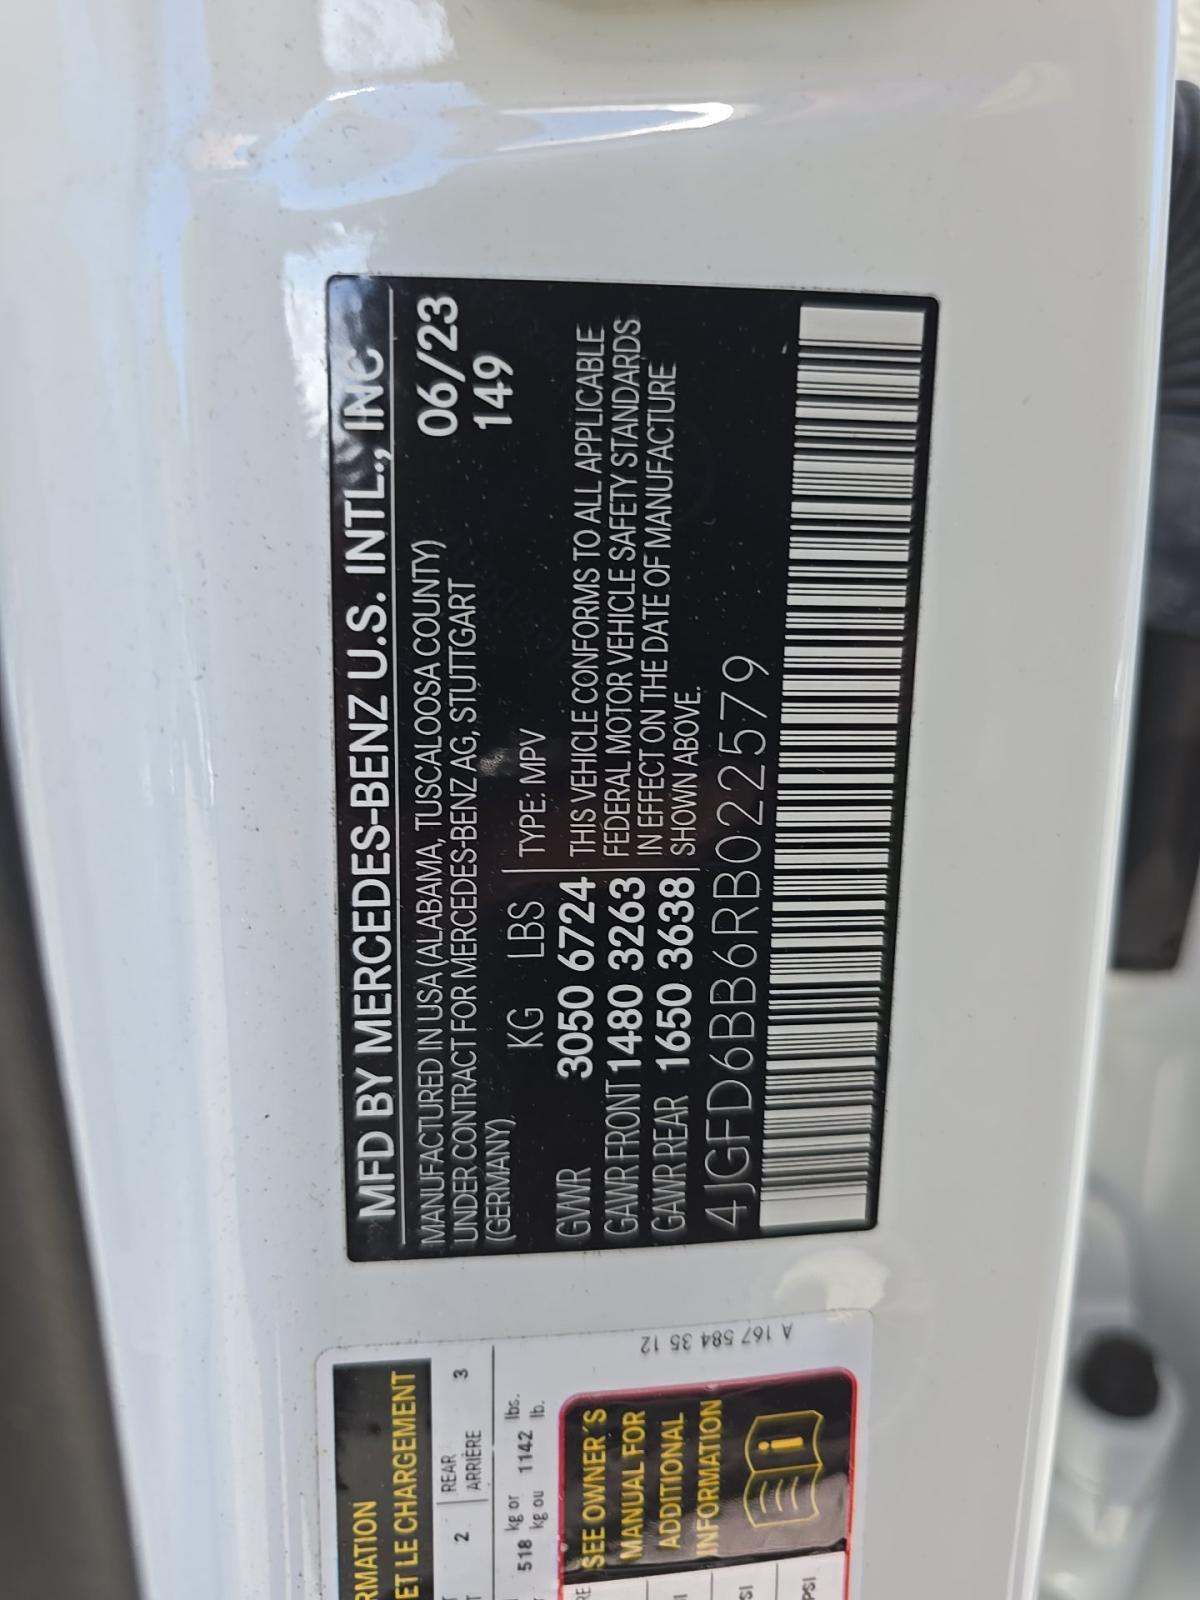 MFD BY MERCEDES-BENZ U.S. INTL., INC
MANUFACTURED IN USA (ALABAMA, TUSCALOOSA COUNTY) 06/23
UNDER CONTRACT FOR MERCEDES-BENZ AG, STUTTGART 149
(GERMANY)
KG LBS TYPE: MPV
GVWR 3050 6724 THIS VEHICLE CONFORMS TO ALL APPLICABLE
GAWR FRONT 1480 3263 FEDERAL MOTOR VEHICLE SAFETY STANDARDS
GAWR REAR 1650 3638 IN EFFECT ON THE DATE OF MANUFACTURE
SHOWN ABOVE.
4JGFD6BB6RB022579
A 167 584 35 12
ET LE CHARGEMENT
2 REAR 3
ARRIÈRE
518 kg or 1142 lbs.
kg ou lb.
SEE OWNER'S
MANUAL FOR
ADDITIONAL
INFORMATION
PSI